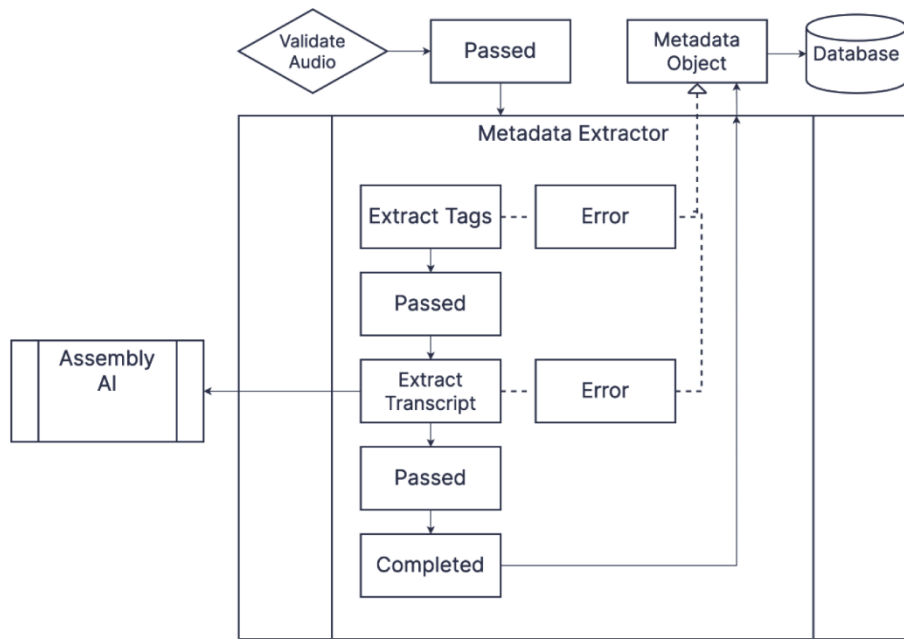 Validate
Audio
Passed
Metadata
Object
Database
Metadata Extractor
Extract Tags
Error
Passed
Assembly
AI
Extract
Transcript
Error
Passed
Completed